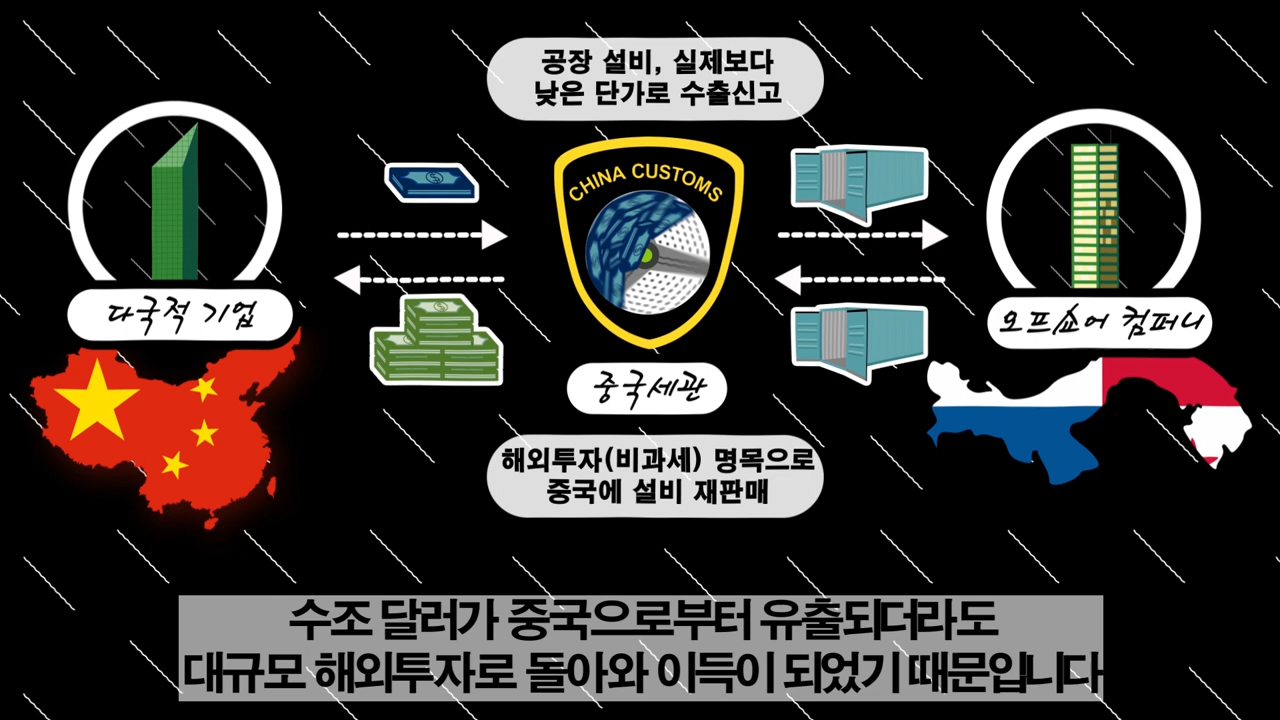 공장 설비, 실제보다
낮은 단가로 수출신고
CHINA CUSTOMS
다국적 기업
오프쇼어 컴퍼니
중국세관
해외투자(비과세) 명목으로
중국에 설비 재판매
수조 달러가 중국으로부터 유출되더라도
대규모 해외투자로 돌아와 이득이 되었기 때문입니다